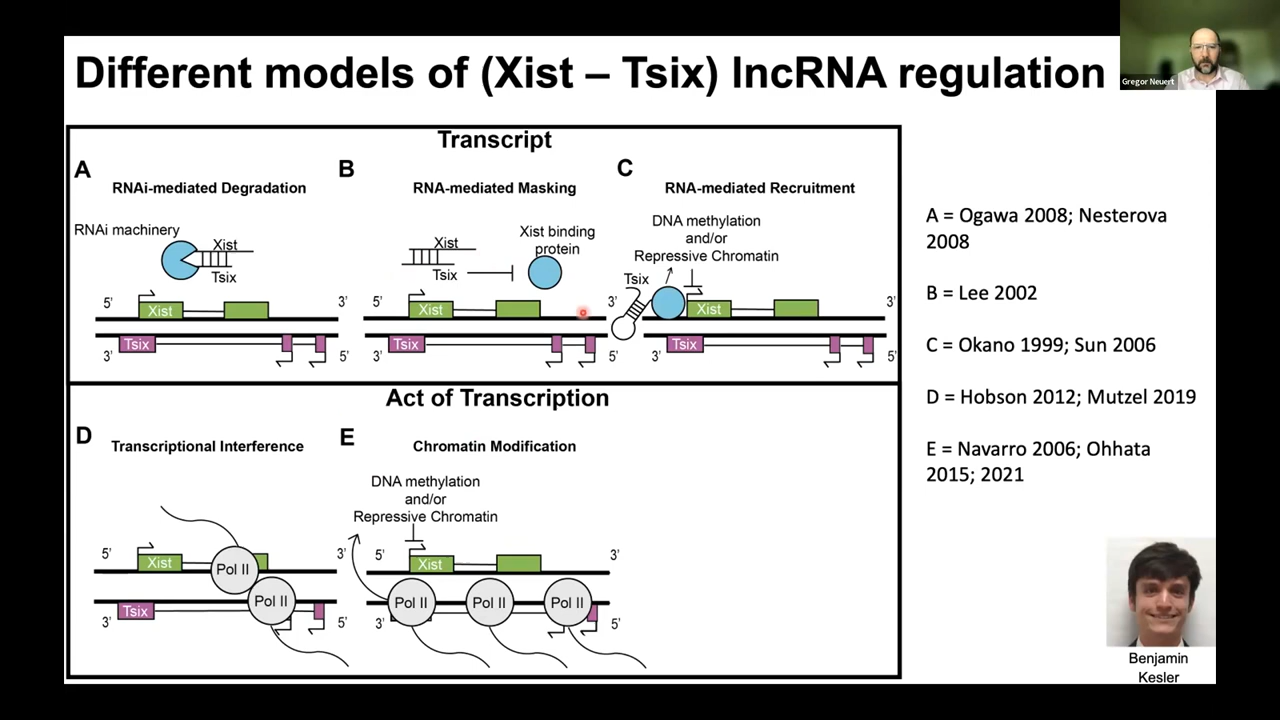 Different models of (Xist – Tsix) lncRNA regulation
Gregor Neuert
Transcript
A
RNAi-mediated Degradation
RNAi machinery
Xist
Tsix
5'
3'
Xist
Tsix
3'
5'
B
RNA-mediated Masking
Xist binding
protein
Xist
Tsix
5'
3'
Xist
Tsix
3'
5'
C
RNA-mediated Recruitment
DNA methylation
and/or
Repressive Chromatin
Tsix
5'
3'
Xist
Tsix
3'
5'
Act of Transcription
D
Transcriptional Interference
5'
3'
Xist
Pol II
Pol II
Tsix
3'
5'
E
Chromatin Modification
DNA methylation
and/or
Repressive Chromatin
5'
3'
Xist
Pol II
Pol II
Pol II
3'
5'
A = Ogawa 2008; Nesterova
2008
B = Lee 2002
C = Okano 1999; Sun 2006
D = Hobson 2012; Mutzel 2019
E = Navarro 2006; Ohhata
2015; 2021
Benjamin
Kesler